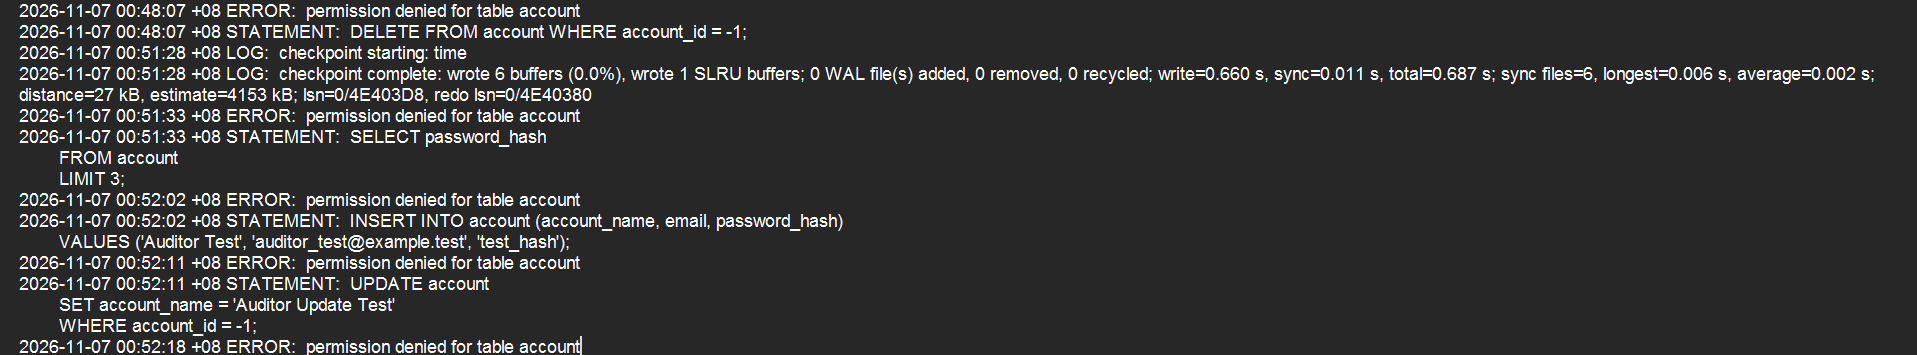 2026-11-07 00:48:07 +08 ERROR:  permission denied for table account
2026-11-07 00:48:07 +08 STATEMENT:  DELETE FROM account WHERE account_id = -1;
2026-11-07 00:51:28 +08 LOG:  checkpoint starting: time
2026-11-07 00:51:28 +08 LOG:  checkpoint complete: wrote 6 buffers (0.0%), wrote 1 SLRU buffers; 0 WAL file(s) added, 0 removed, 0 recycled; write=0.660 s, sync=0.011 s, total=0.687 s; sync files=6, longest=0.006 s, average=0.002 s;
distance=27 kB, estimate=4153 kB; lsn=0/4E403D8, redo lsn=0/4E40380
2026-11-07 00:51:33 +08 ERROR:  permission denied for table account
2026-11-07 00:51:33 +08 STATEMENT:  SELECT password_hash
FROM account
LIMIT 3;
2026-11-07 00:52:02 +08 ERROR:  permission denied for table account
2026-11-07 00:52:02 +08 STATEMENT:  INSERT INTO account (account_name, email, password_hash)
VALUES ('Auditor Test', 'auditor_test@example.test', 'test_hash');
2026-11-07 00:52:11 +08 ERROR:  permission denied for table account
2026-11-07 00:52:11 +08 STATEMENT:  UPDATE account
SET account_name = 'Auditor Update Test'
WHERE account_id = -1;
2026-11-07 00:52:18 +08 ERROR:  permission denied for table account